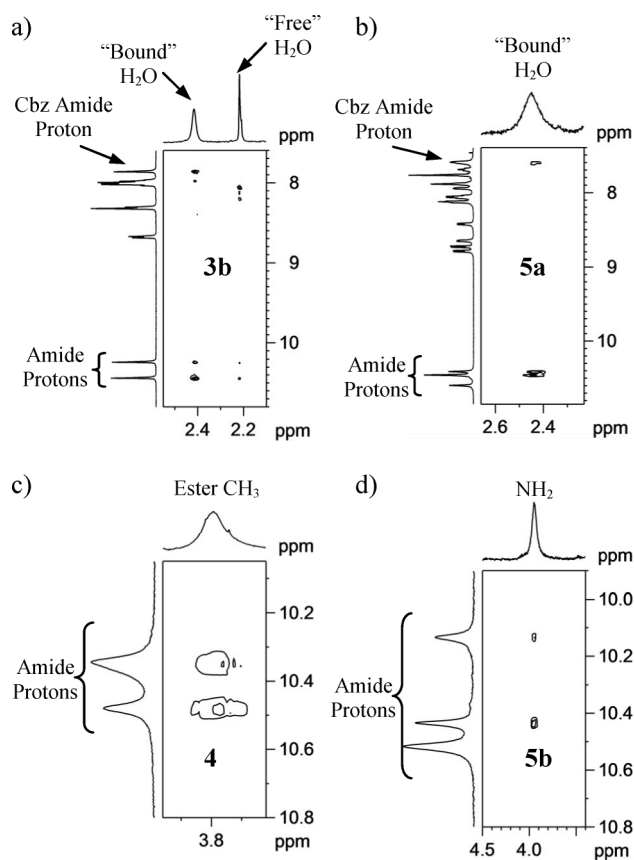 a)
"Bound"
H₂O
"Free"
H₂O
Cbz Amide
Proton
ppm
8
9
10
3b
Amide
Protons
2.4
2.2
ppm
b)
"Bound"
H₂O
Cbz Amide
Proton
ppm
8
9
10
5a
Amide
Protons
2.6
2.4
ppm
c)
Ester CH₃
ppm
10.2
10.4
10.6
10.8
Amide
Protons
4
3.8
ppm
d)
NH₂
ppm
10.0
10.2
10.4
10.6
10.8
Amide
Protons
5b
4.5
4.0
ppm